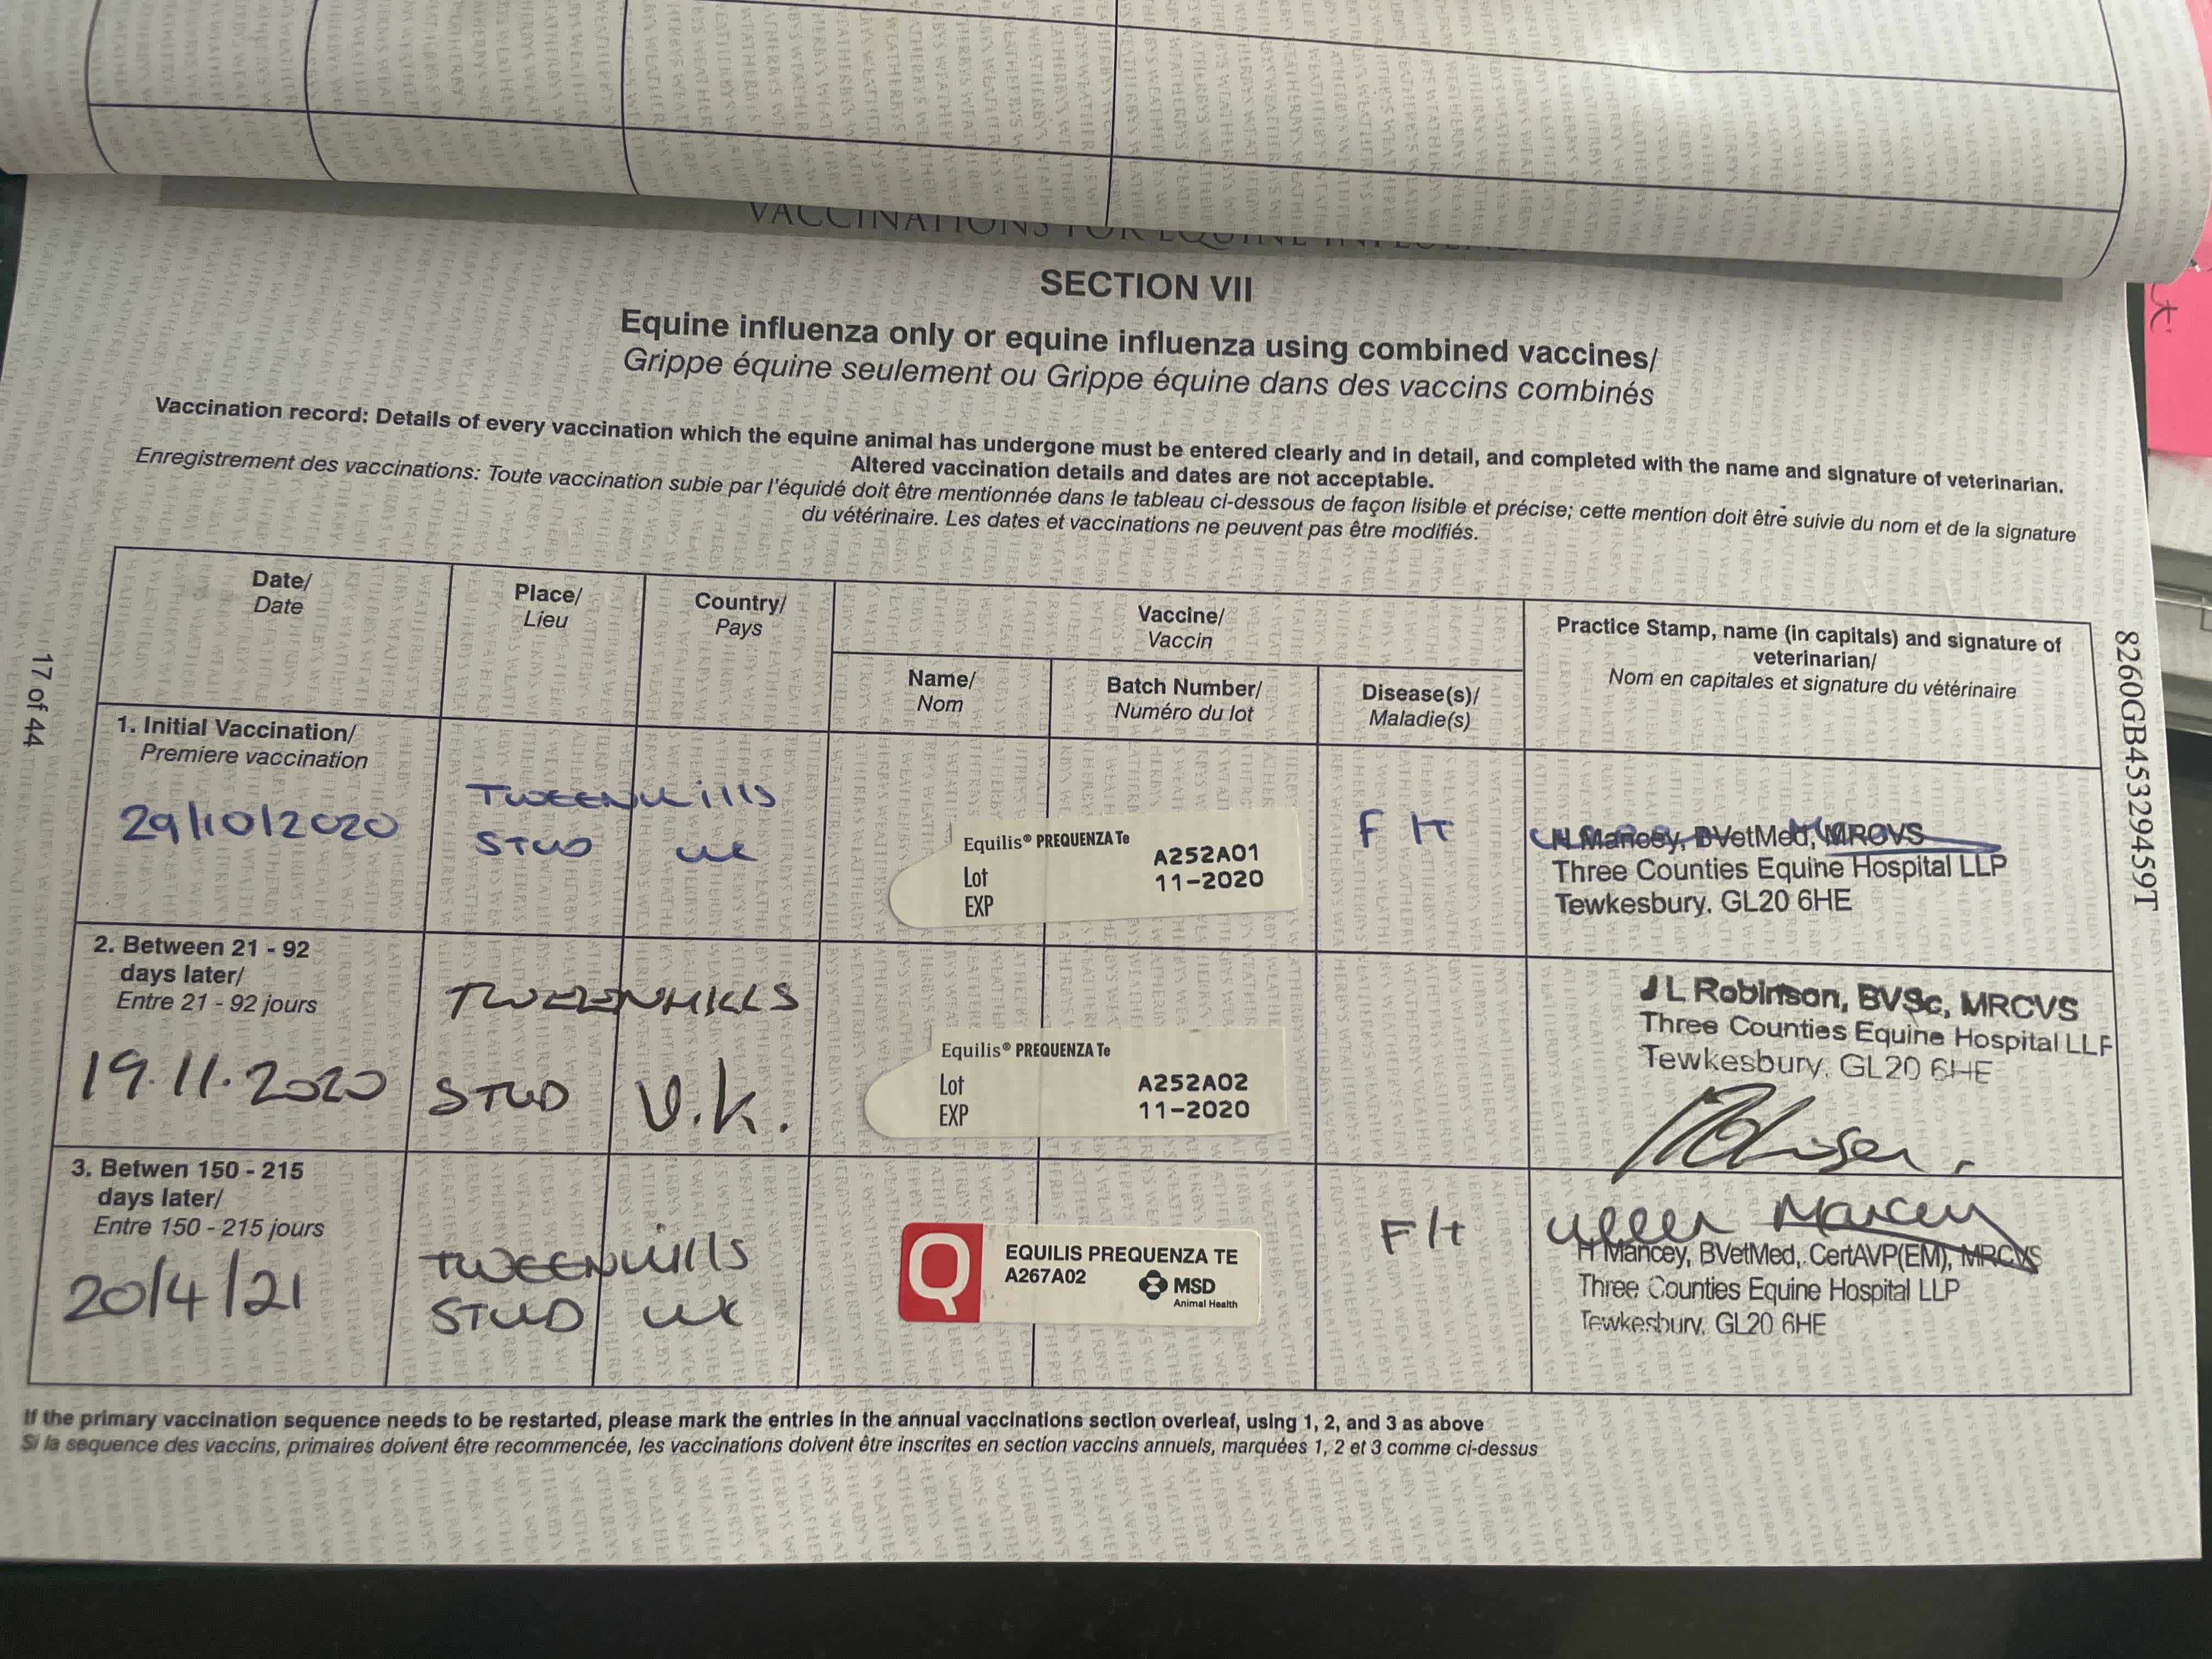 VACCINATIONS FOR EQUINE
SECTION VII
Equine influenza only or equine influenza using combined vaccines/
Grippe équine seulement ou Grippe équine dans des vaccins combinés
Vaccination record: Details of every vaccination which the equine animal has undergone must be entered clearly and in detail, and completed with the name and signature of veterinarian.
Altered vaccination details and dates are not acceptable.
Enregistrement des vaccinations: Toute vaccination subie par l'équidé doit être mentionnée dans le tableau ci-dessous de façon lisible et précise; cette mention doit être suivie du nom et de la signature
du vétérinaire. Les dates et vaccinations ne peuvent pas être modifiés.
Date/
Date
Place/
Lieu
Country/
Pays
Vaccine/
Vaccin
Name/
Nom
Batch Number/
Numéro du lot
Disease(s)/
Maladie(s)
Practice Stamp, name (in capitals) and signature of
veterinarian/
Nom en capitales et signature du vétérinaire
1. Initial Vaccination/
Premiere vaccination
29/10/2020
TWEENHills
STUD
UK
Equilis® PREQUENZA Te
Lot A252A01
EXP 11-2020
F/T
H Mancey, BVetMed, MRCVS
Three Counties Equine Hospital LLP
Tewkesbury. GL20 6HE
2. Between 21 - 92
days later/
Entre 21 - 92 jours
19.11.2020
TWEENHILLS
STUD
U.K.
Equilis® PREQUENZA Te
Lot A252A02
EXP 11-2020
J L Robinson, BVSc, MRCVS
Three Counties Equine Hospital LLP
Tewkesbury. GL20 6HE
3. Betwen 150 - 215
days later/
Entre 150 - 215 jours
20/4/21
TWEENHills
STUD
UK
Q
EQUILIS PREQUENZA TE
A267A02
MSD
Animal Health
F/T
Mancey
H Mancey, BVetMed, CertAVP(EM), MRCVS
Three Counties Equine Hospital LLP
Tewkesbury. GL20 6HE
If the primary vaccination sequence needs to be restarted, please mark the entries in the annual vaccinations section overleaf, using 1, 2, and 3 as above
Si la sequence des vaccins, primaires doivent être recommencée, les vaccinations doivent être inscrites en section vaccins annuels, marquées 1, 2 et 3 comme ci-dessus
17 of 44
8260GB45329459T